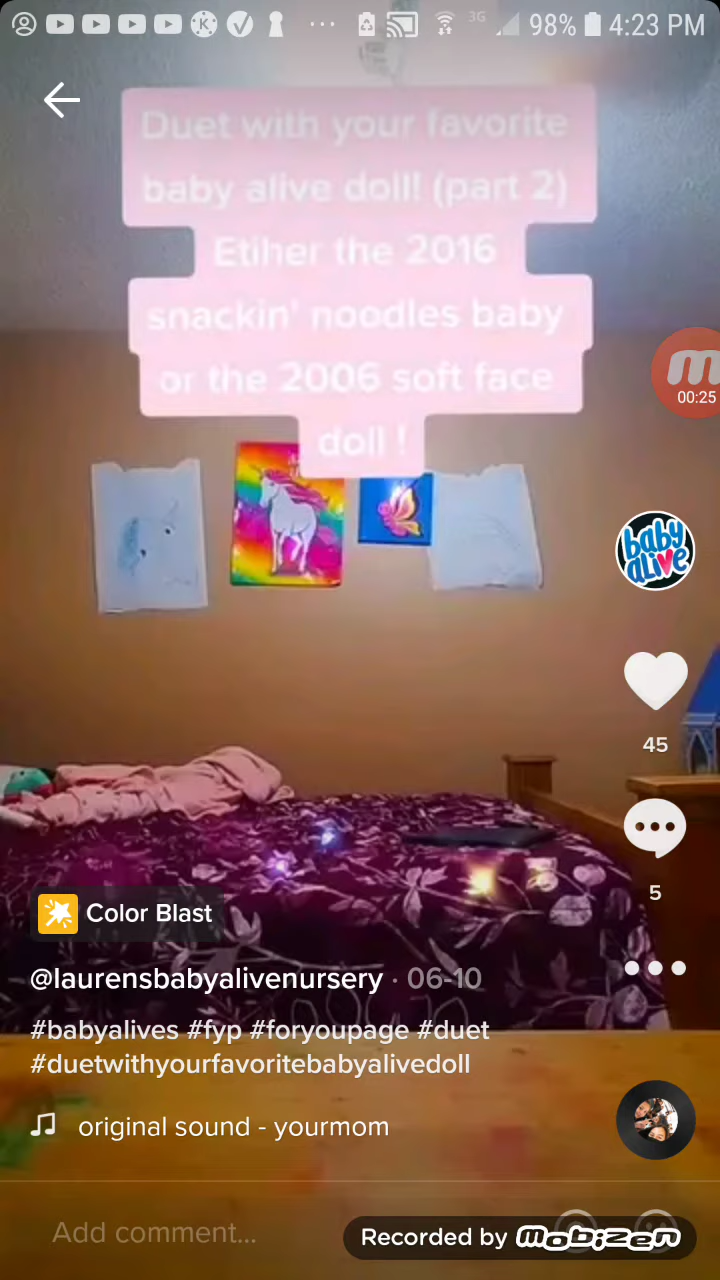 3G 98% 4:23 PM
Duet with your favorite
baby alive doll! (part 2)
Etiher the 2016
snackin' noodles baby
or the 2006 soft face
doll !
00:25
baby
alive
45
5
Color Blast
@laurensbabyalivenursery · 06-10
#babyalives #fyp #foryoupage #duet
#duetwithyourfavoritebabyalivedoll
original sound - yourmom
Add comment...
Recorded by mobizen